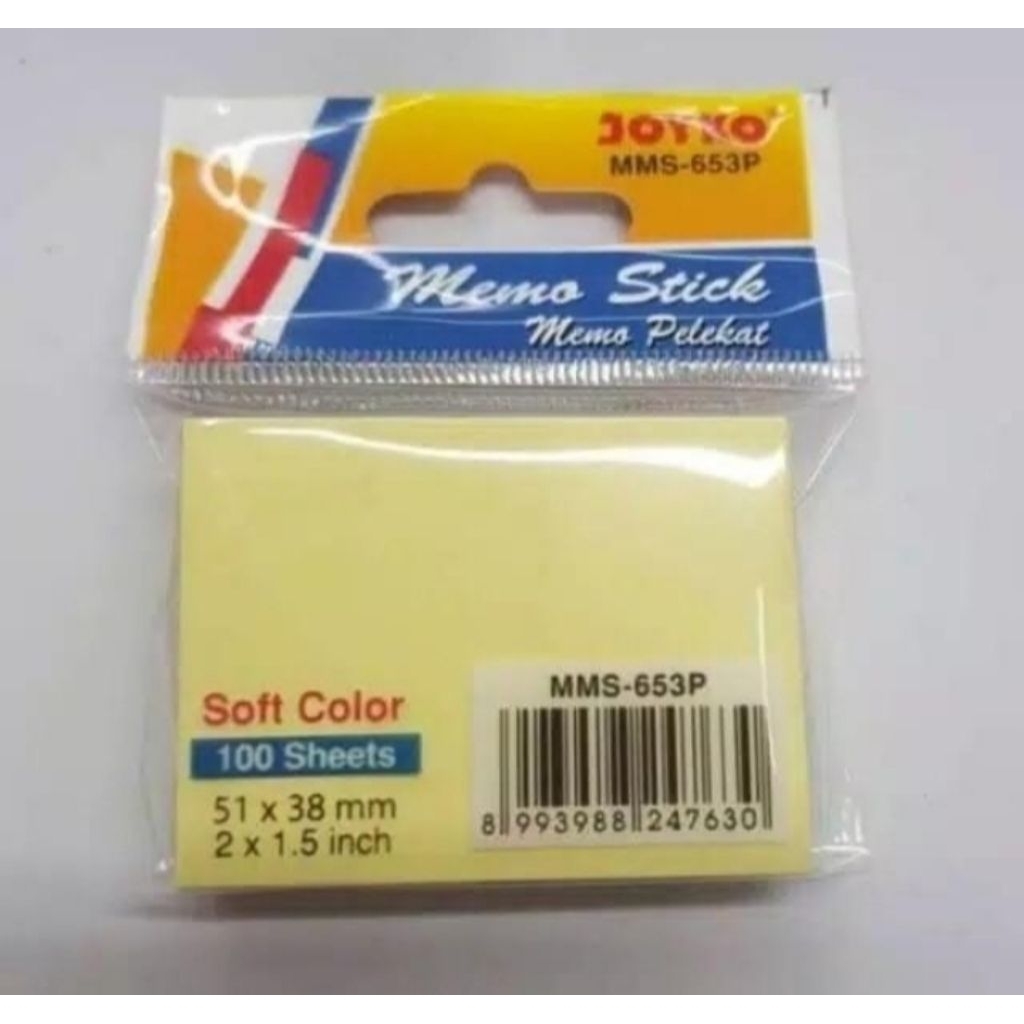 JOYKO
MMS-653P
Memo Stick
Memo Pelekat
Soft Color
100 Sheets
51 x 38 mm
2 x 1.5 inch
MMS-653P
8 993988 247630